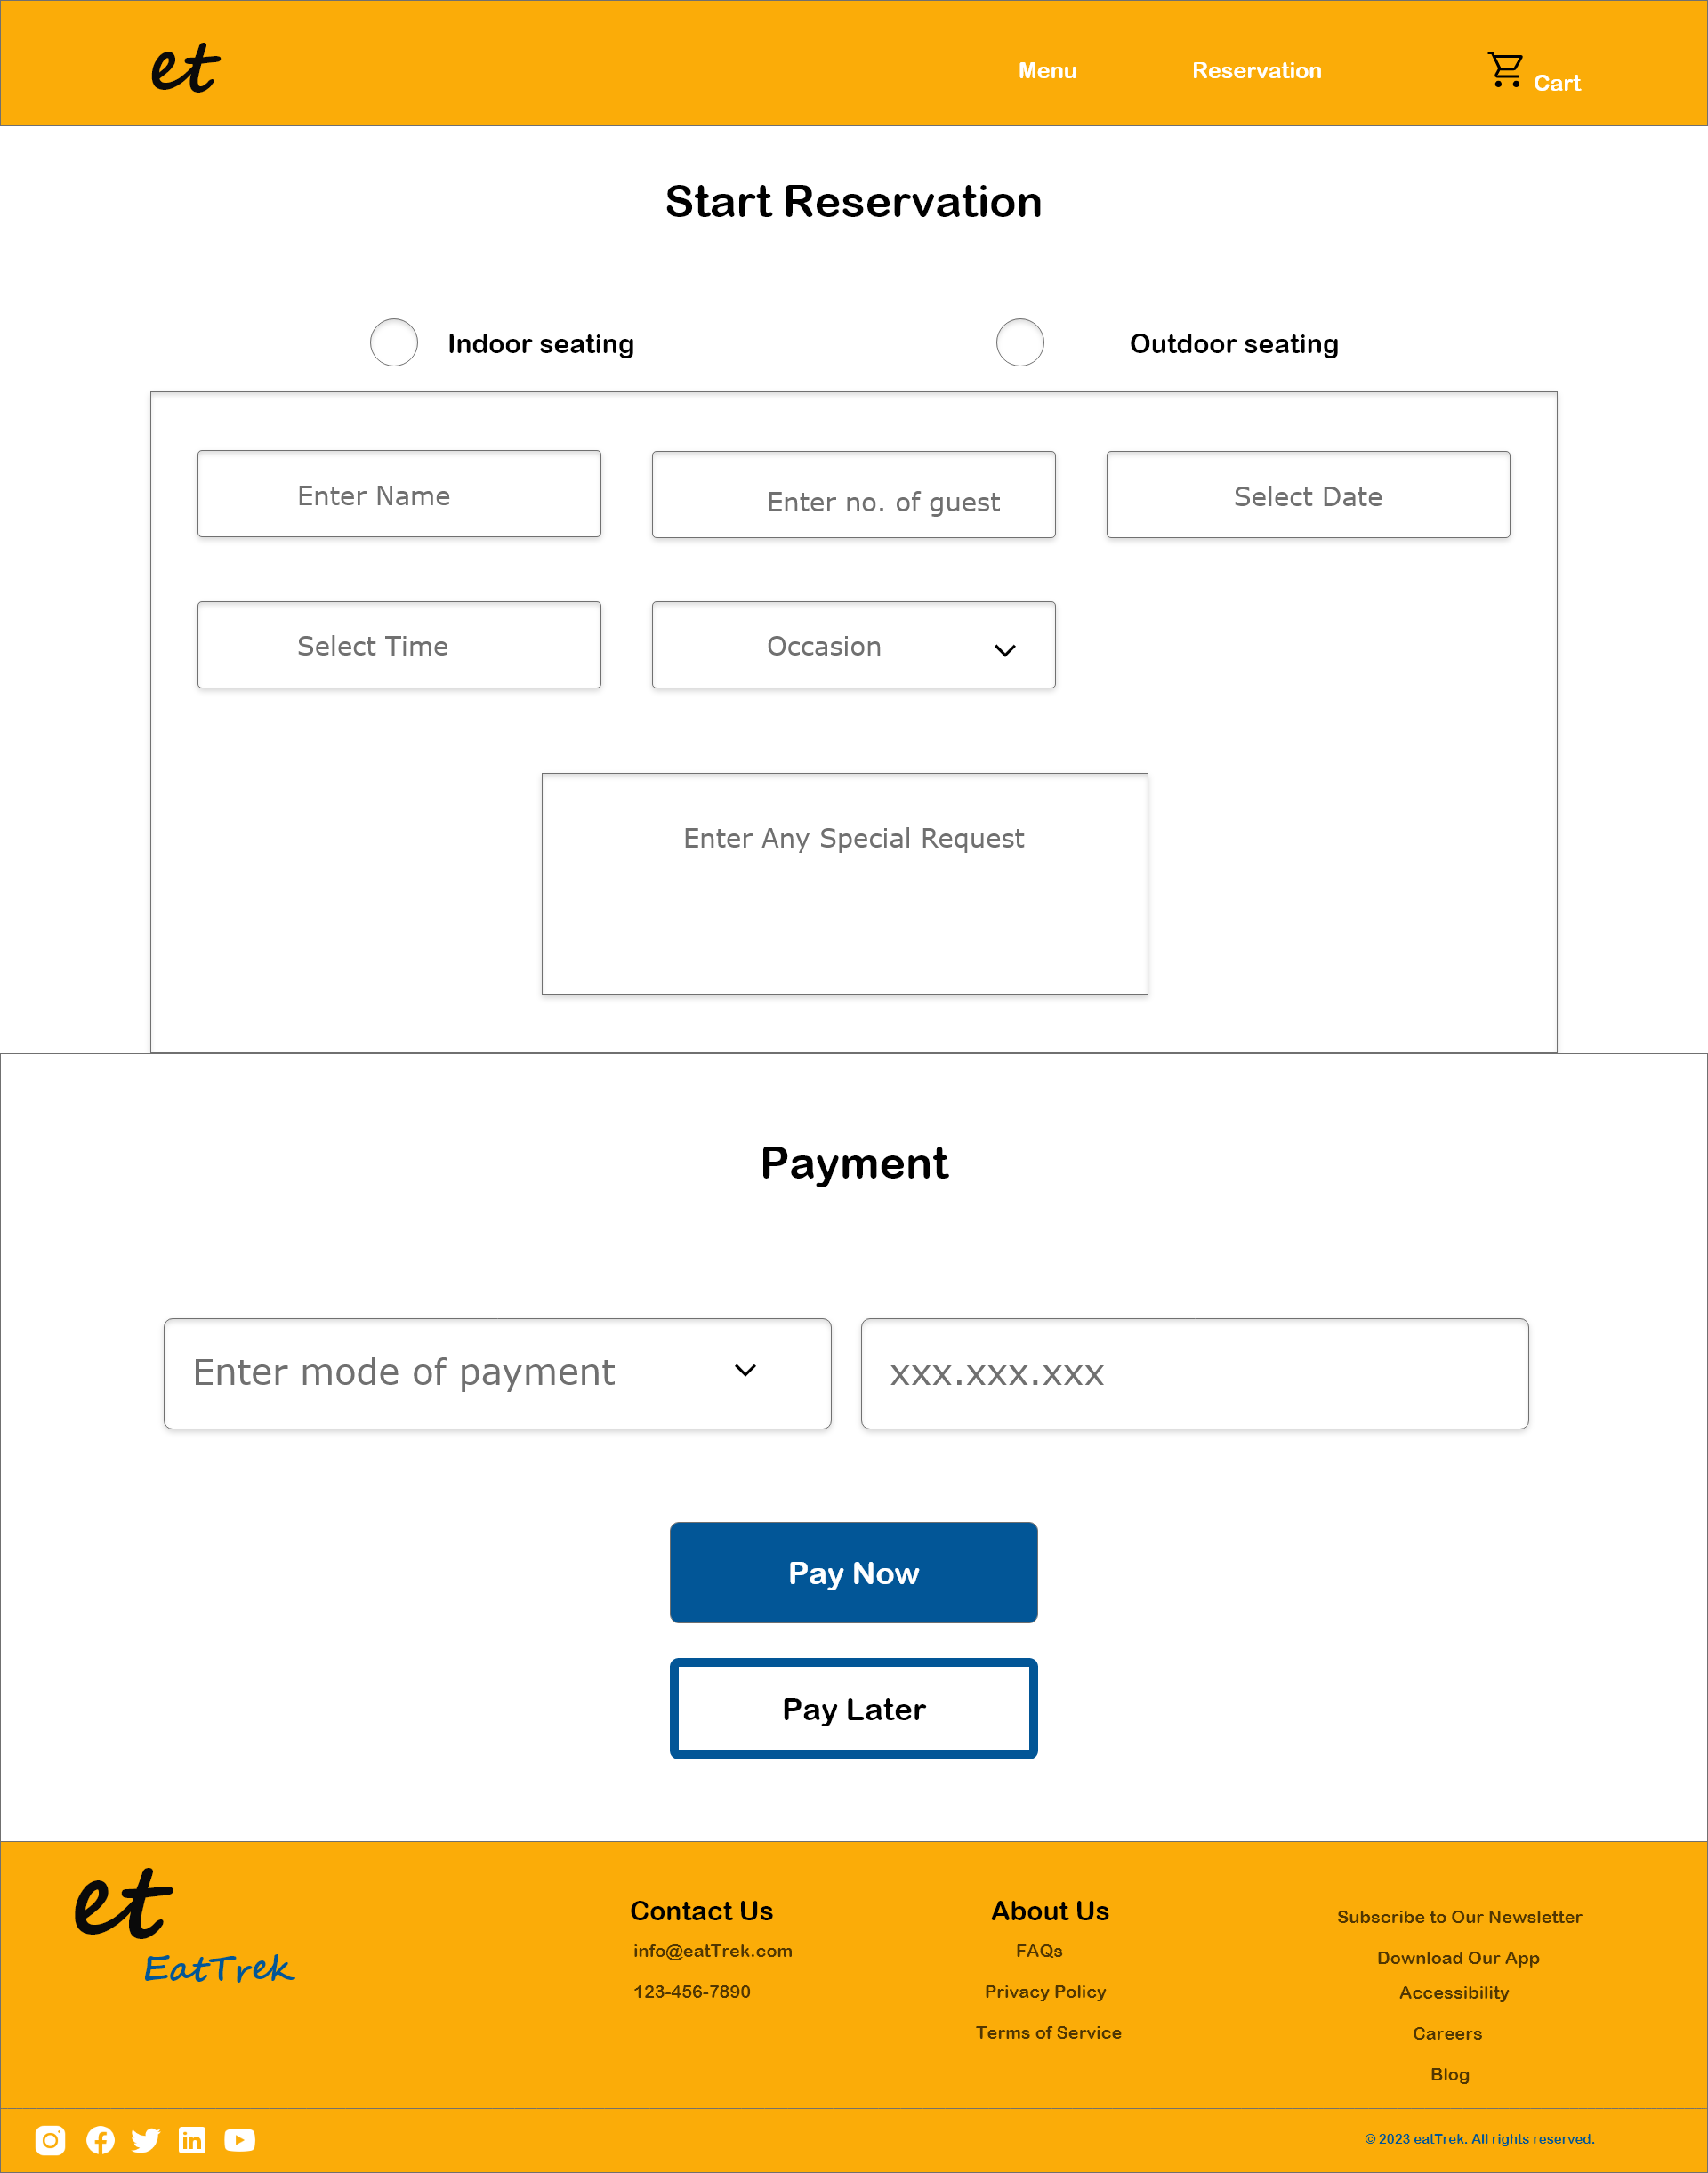 et
Menu
Reservation
Cart
Start Reservation
Indoor seating
Outdoor seating
Enter Name
Enter no. of guest
Select Date
Select Time
Occasion
Enter Any Special Request
Payment
Enter mode of payment
xxx.xxx.xxx
Pay Now
Pay Later
et
EatTrek
Contact Us
info@eatTrek.com
123-456-7890
About Us
FAQs
Privacy Policy
Terms of Service
Subscribe to Our Newsletter
Download Our App
Accessibility
Careers
Blog
in
© 2023 eatTrek. All rights reserved.